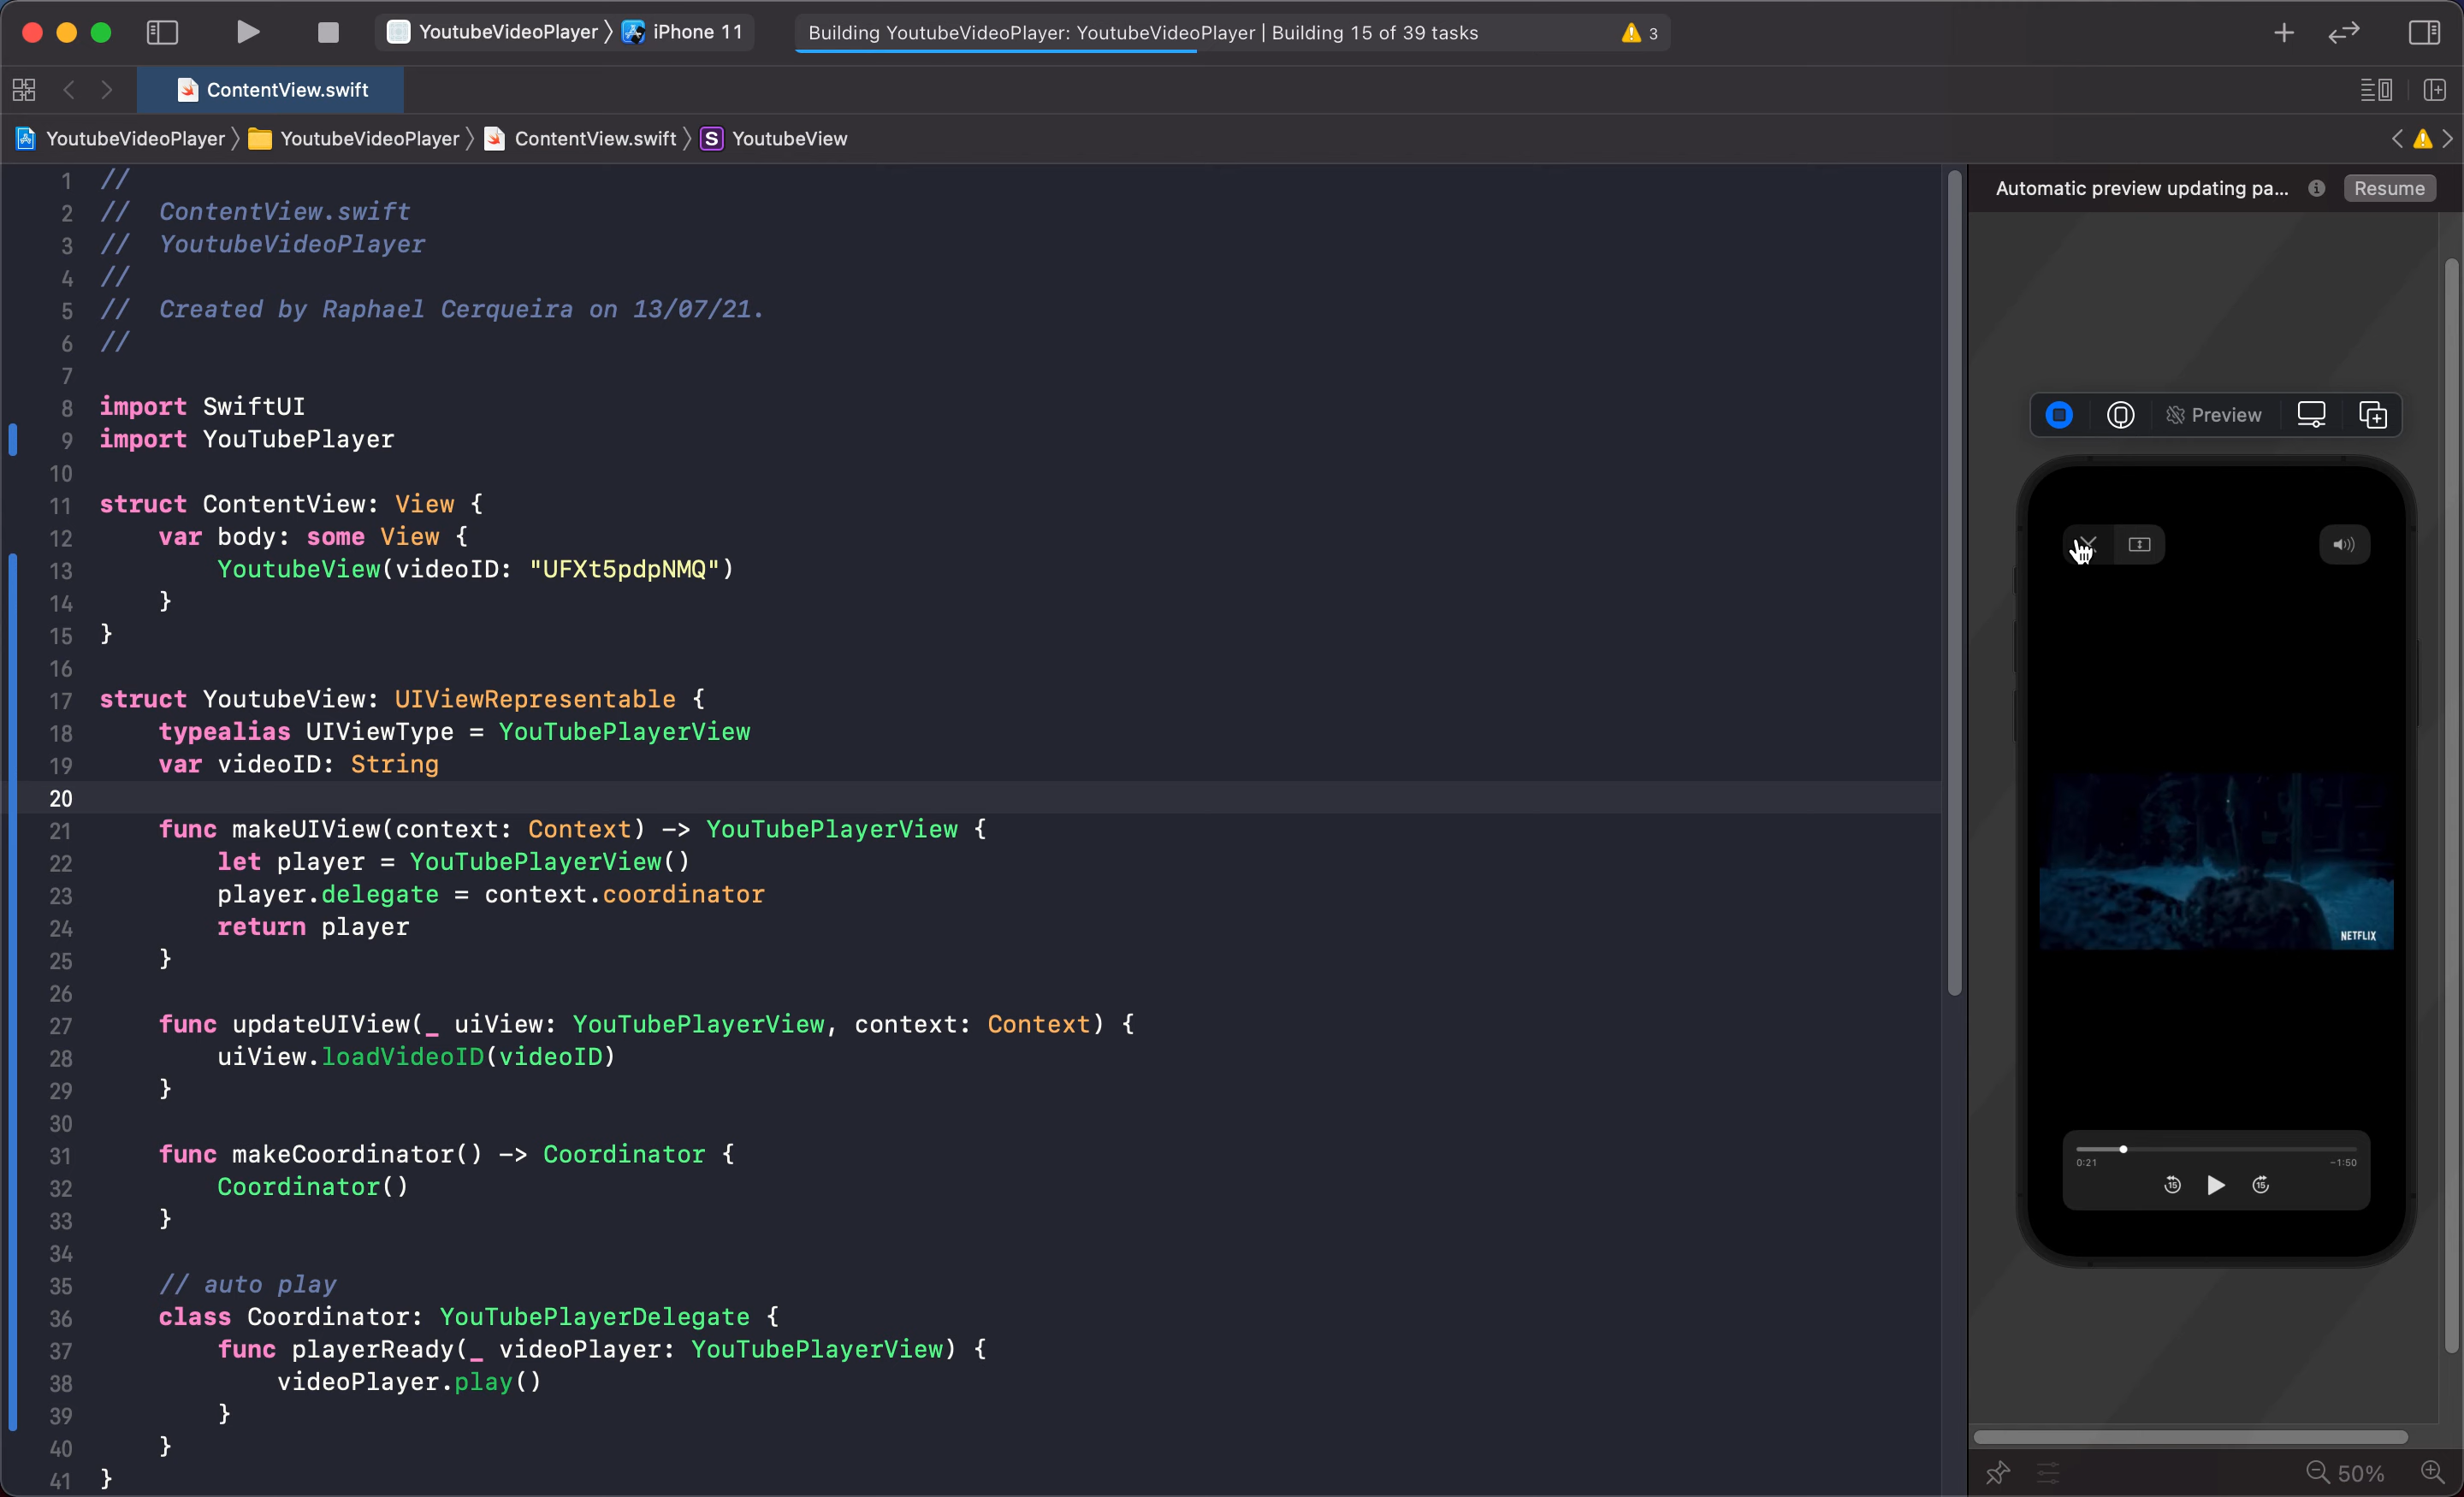 YoutubeVideoPlayer 〉 iPhone 11
Building YoutubeVideoPlayer: YoutubeVideoPlayer | Building 15 of 39 tasks
3
ContentView.swift
YoutubeVideoPlayer 〉 YoutubeVideoPlayer 〉 ContentView.swift 〉 S YoutubeView
1 //
2 //  ContentView.swift
3 //  YoutubeVideoPlayer
4 //
5 //  Created by Raphael Cerqueira on 13/07/21.
6 //
7
8 import SwiftUI
9 import YouTubePlayer
10
11 struct ContentView: View {
12     var body: some View {
13         YoutubeView(videoID: "UFXt5pdpNMQ")
14     }
15 }
16
17 struct YoutubeView: UIViewRepresentable {
18     typealias UIViewType = YouTubePlayerView
19     var videoID: String
20
21     func makeUIView(context: Context) -> YouTubePlayerView {
22         let player = YouTubePlayerView()
23         player.delegate = context.coordinator
24         return player
25     }
26
27     func updateUIView(_ uiView: YouTubePlayerView, context: Context) {
28         uiView.loadVideoID(videoID)
29     }
30
31     func makeCoordinator() -> Coordinator {
32         Coordinator()
33     }
34
35     // auto play
36     class Coordinator: YouTubePlayerDelegate {
37         func playerReady(_ videoPlayer: YouTubePlayerView) {
38             videoPlayer.play()
39         }
40     }
41 }
Automatic preview updating pa...
Resume
Preview
NETFLIX
0:21
-1:50
15
15
50%